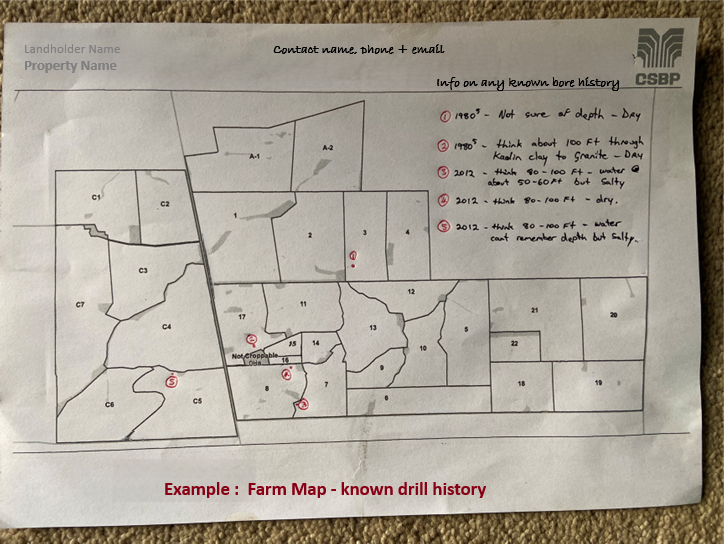 Landholder Name
Property Name
Contact name, phone + email
CSBP
Info on any known bore history
① 1980s - Not sure of depth - Dry
② 1980s - think about 100 Ft through
Kaolin clay to Granite - DRY
③ 2012 - think 80-100 FT - water @
about 50-60 Ft but Salty
④ 2012 - think 80-100 Ft - dry.
⑤ 2012 - think 80-100 Ft - water
cant remember depth but Salty.
A-1
A-2
C1
C2
1
2
3
4
①
C3
C7
C4
C6
C5
⑤
17
11
12
13
15
14
16
②
Not Croppable
④
8
7
③
9
10
5
6
21
20
22
18
19
Example : Farm Map - known drill history